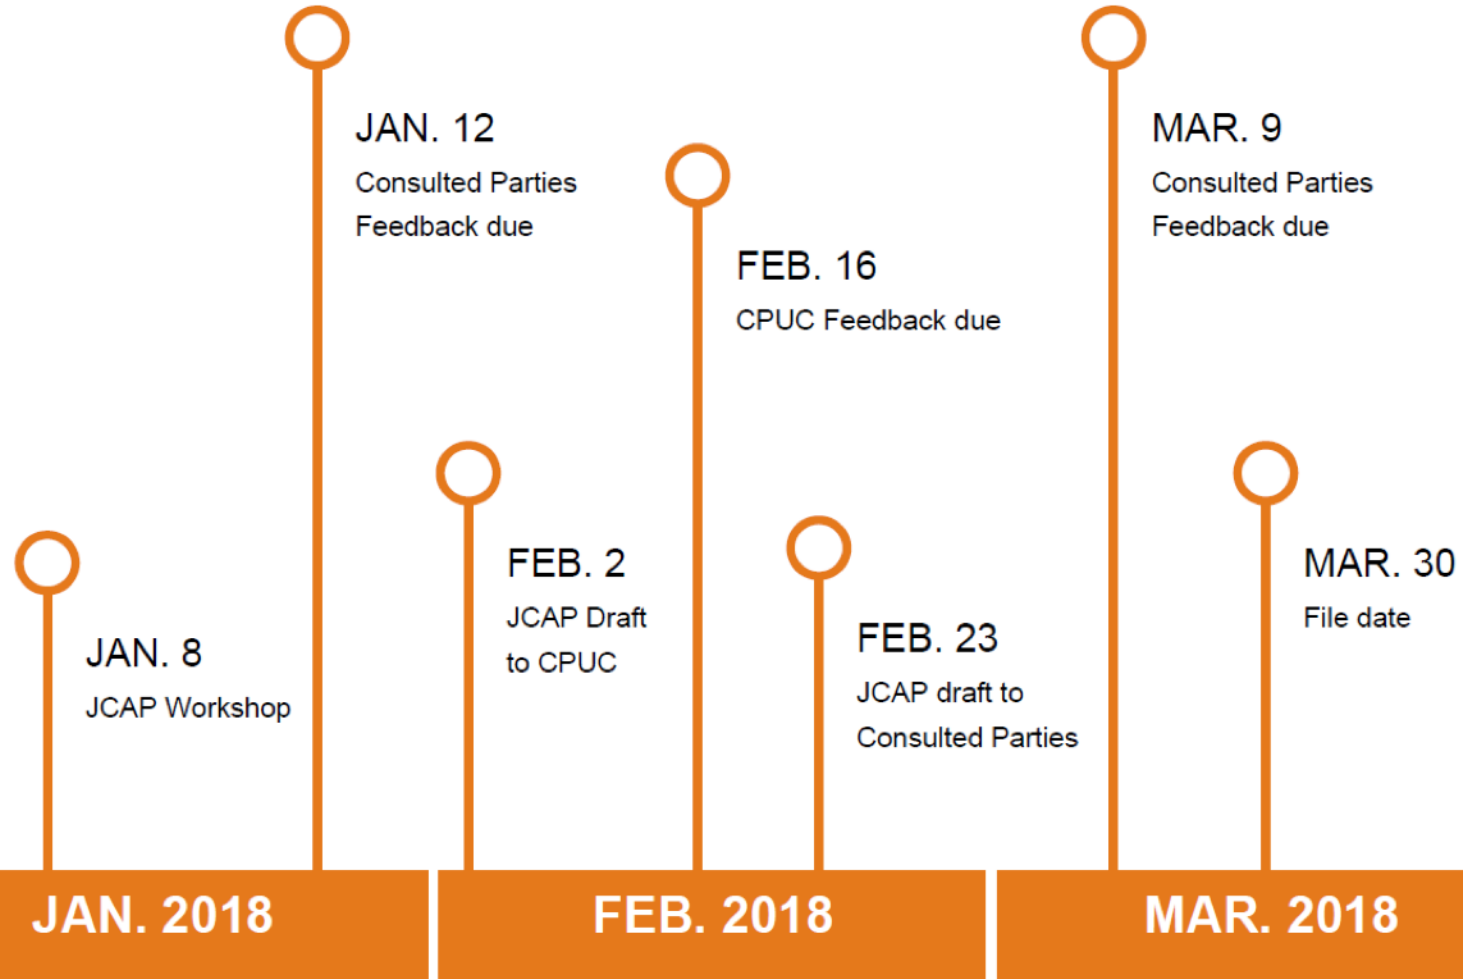 JAN. 12
Consulted Parties
Feedback due
MAR. 9
Consulted Parties
Feedback due
FEB. 16
CPUC Feedback due
FEB. 2
JCAP Draft
to CPUC
MAR. 30
File date
JAN. 8
JCAP Workshop
FEB. 23
JCAP draft to
Consulted Parties
JAN. 2018
FEB. 2018
MAR. 2018